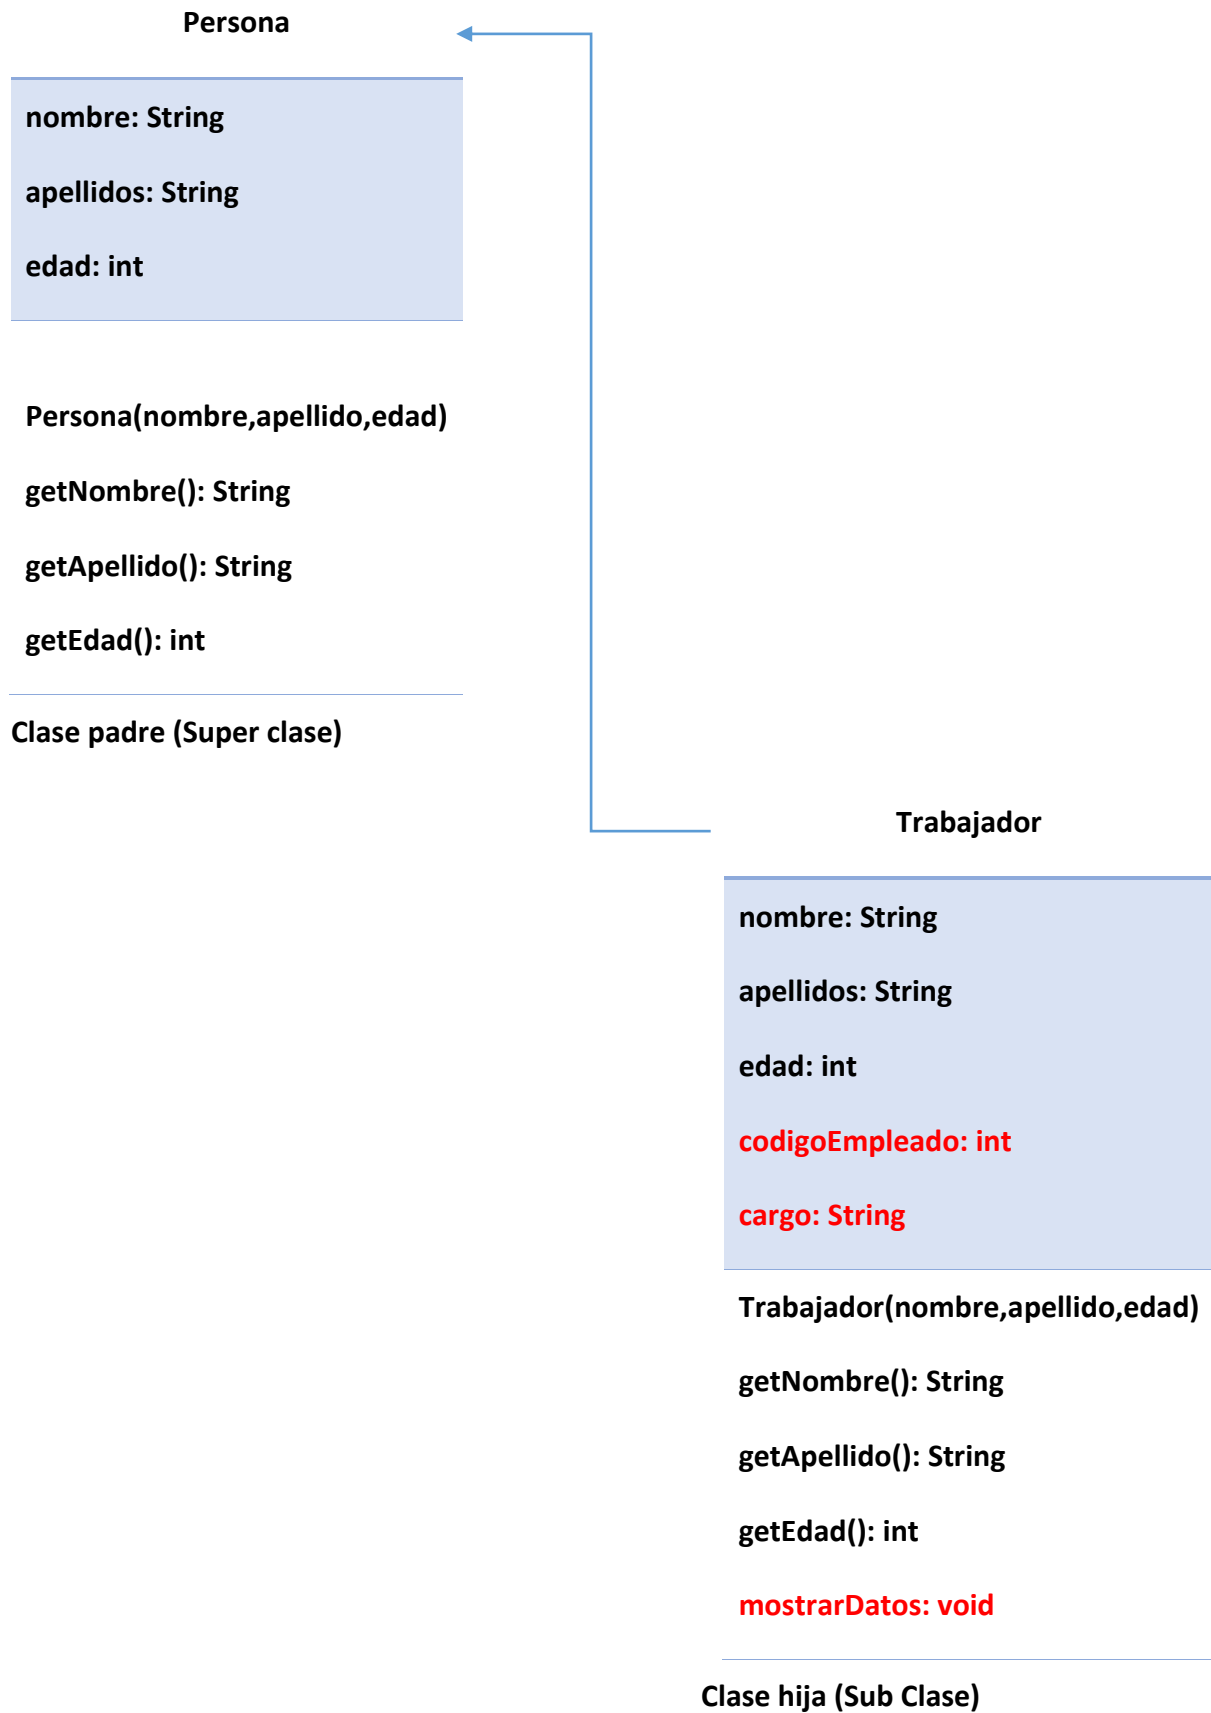 Persona
nombre: String
apellidos: String
edad: int
Persona(nombre,apellido,edad)
getNombre(): String
getApellido(): String
getEdad(): int
Clase padre (Super clase)
Trabajador
nombre: String
apellidos: String
edad: int
codigoEmpleado: int
cargo: String
Trabajador(nombre,apellido,edad)
getNombre(): String
getApellido(): String
getEdad(): int
mostrarDatos: void
Clase hija (Sub Clase)